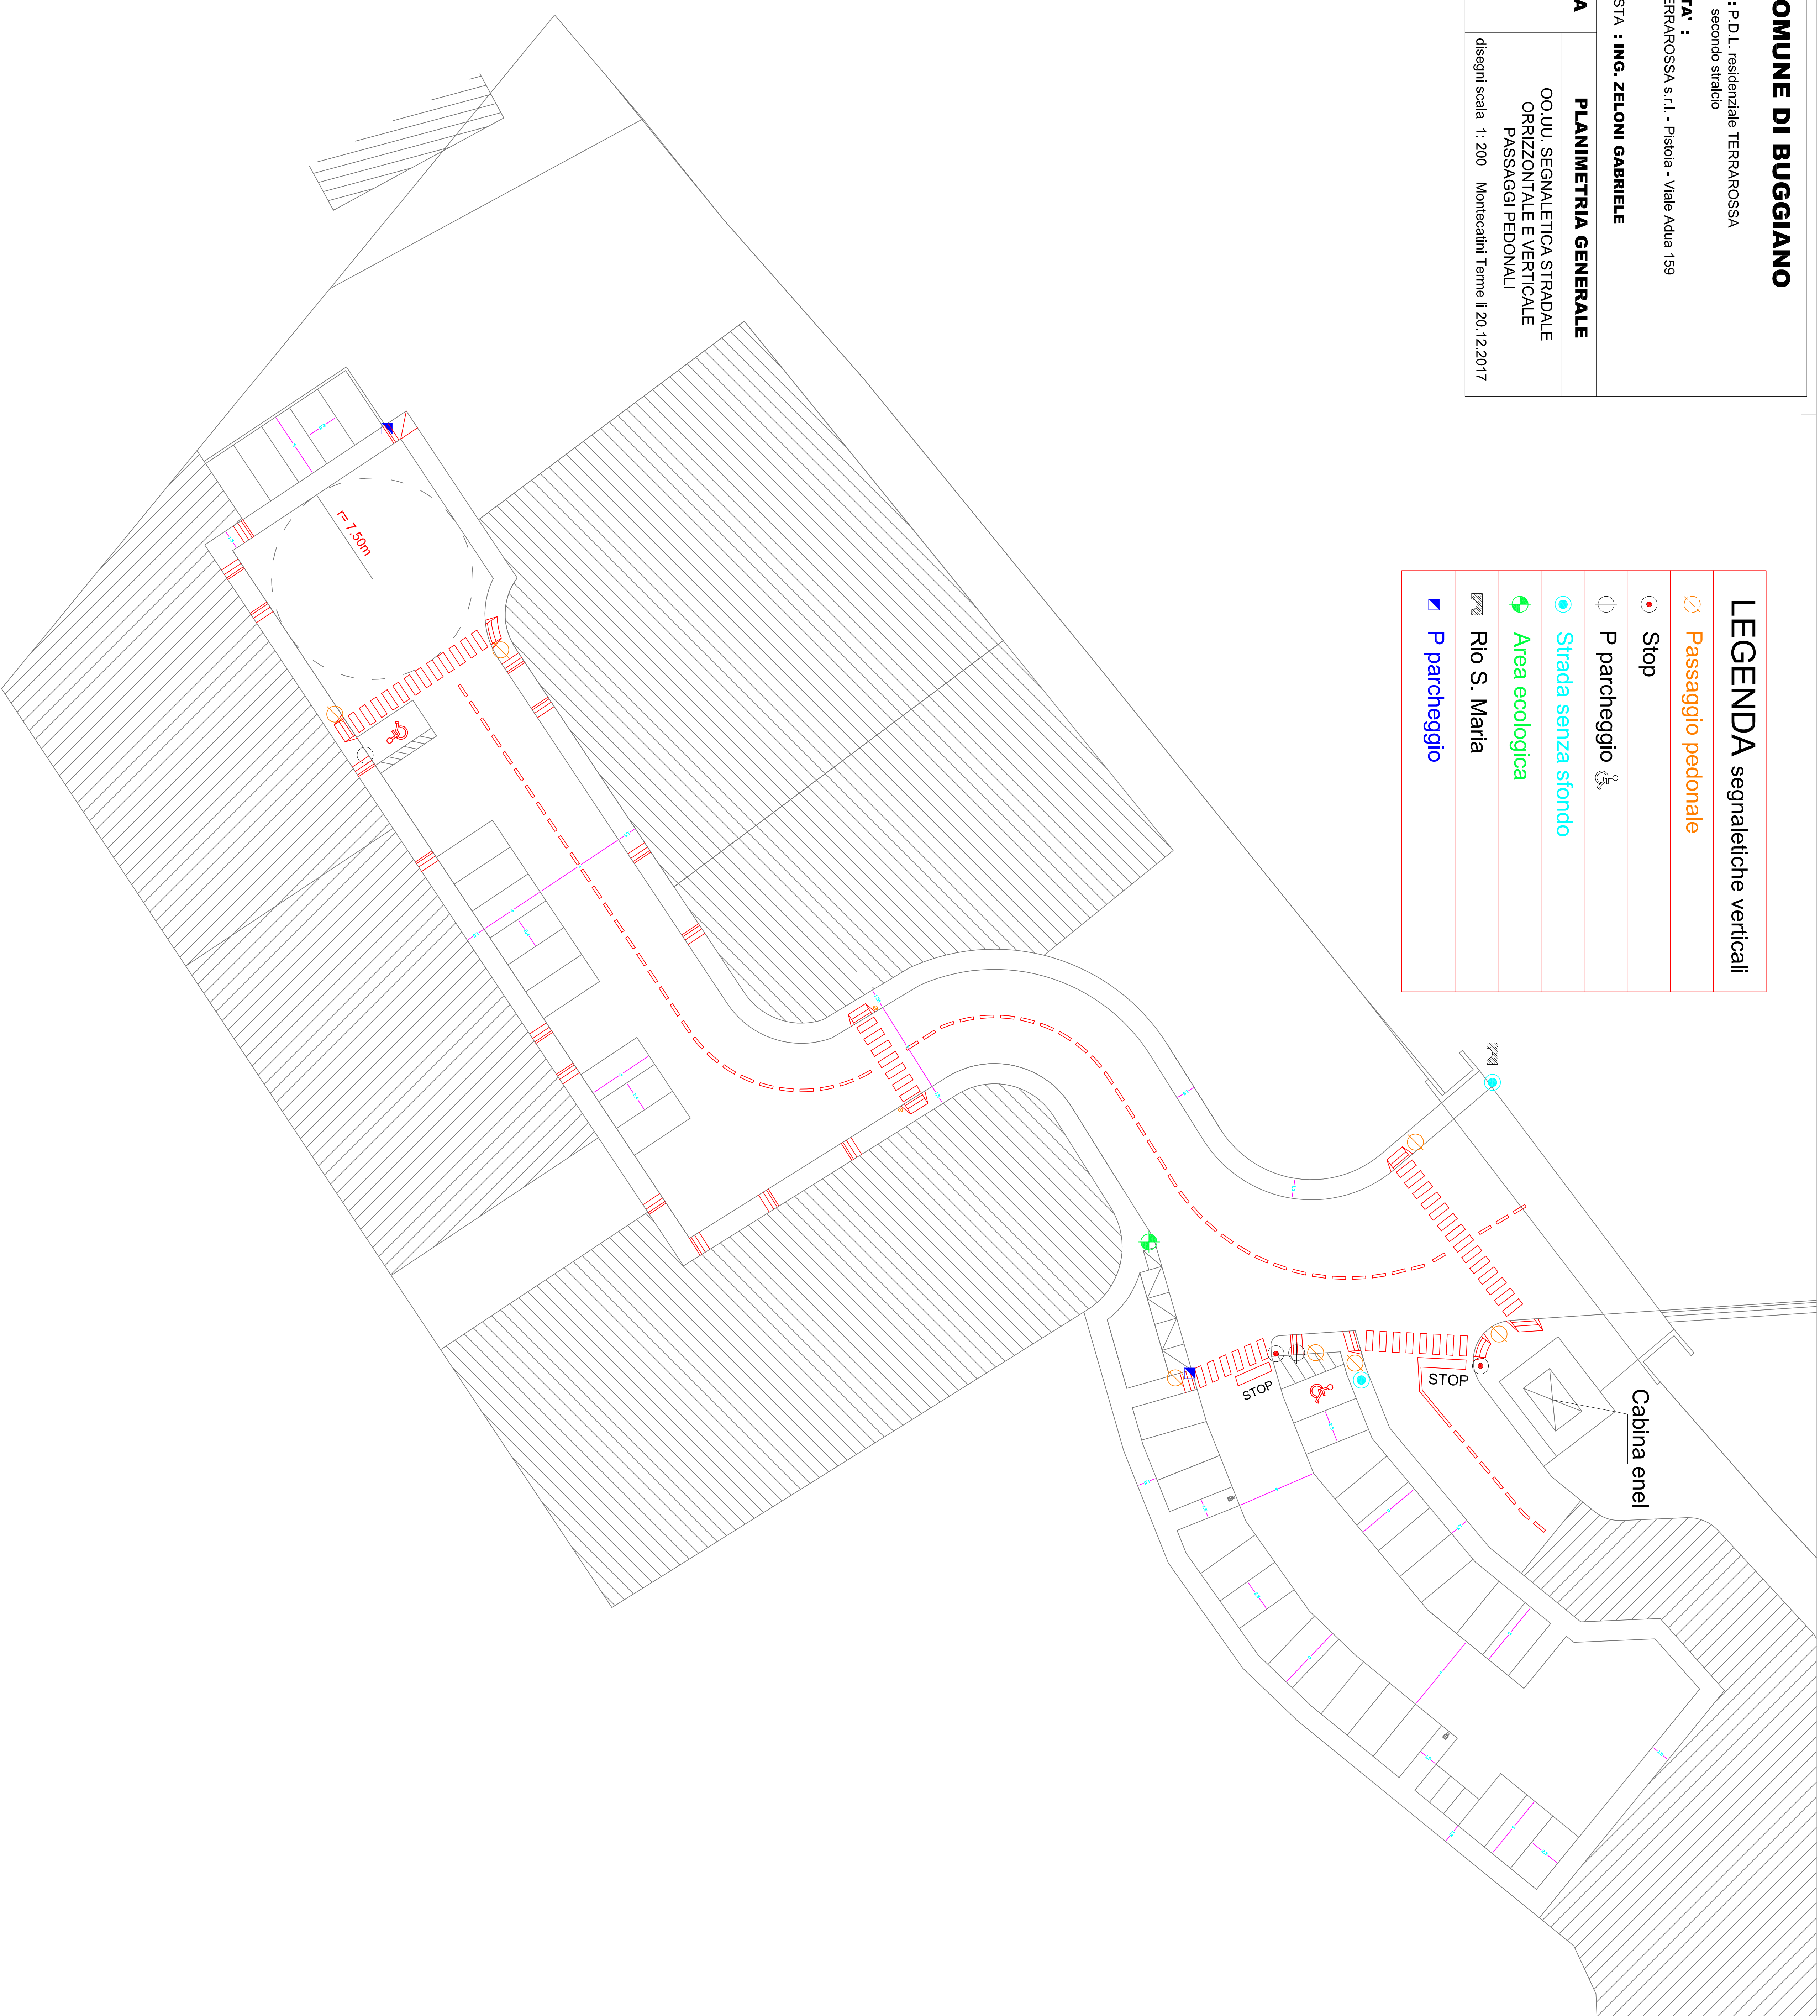 OMUNE DI BUGGIANO
: P.D.L. residenziale TERRAROSSA
secondo stralcio
TA' :
ERRAROSSA s.r.l. - Pistoia - Viale Adua 159
STA : ING. ZELONI GABRIELE
A
PLANIMETRIA GENERALE
OO.UU. SEGNALETICA STRADALE
ORRIZZONTALE E VERTICALE
PASSAGGI PEDONALI
disegni scala 1: 200 Montecatini Terme li 20.12.2017
LEGENDA segnaletiche verticali
Passaggio pedonale
Stop
P parcheggio
Strada senza sfondo
Area ecologica
Rio S. Maria
P parcheggio
r= 7,50m
STOP
STOP
Cabina enel